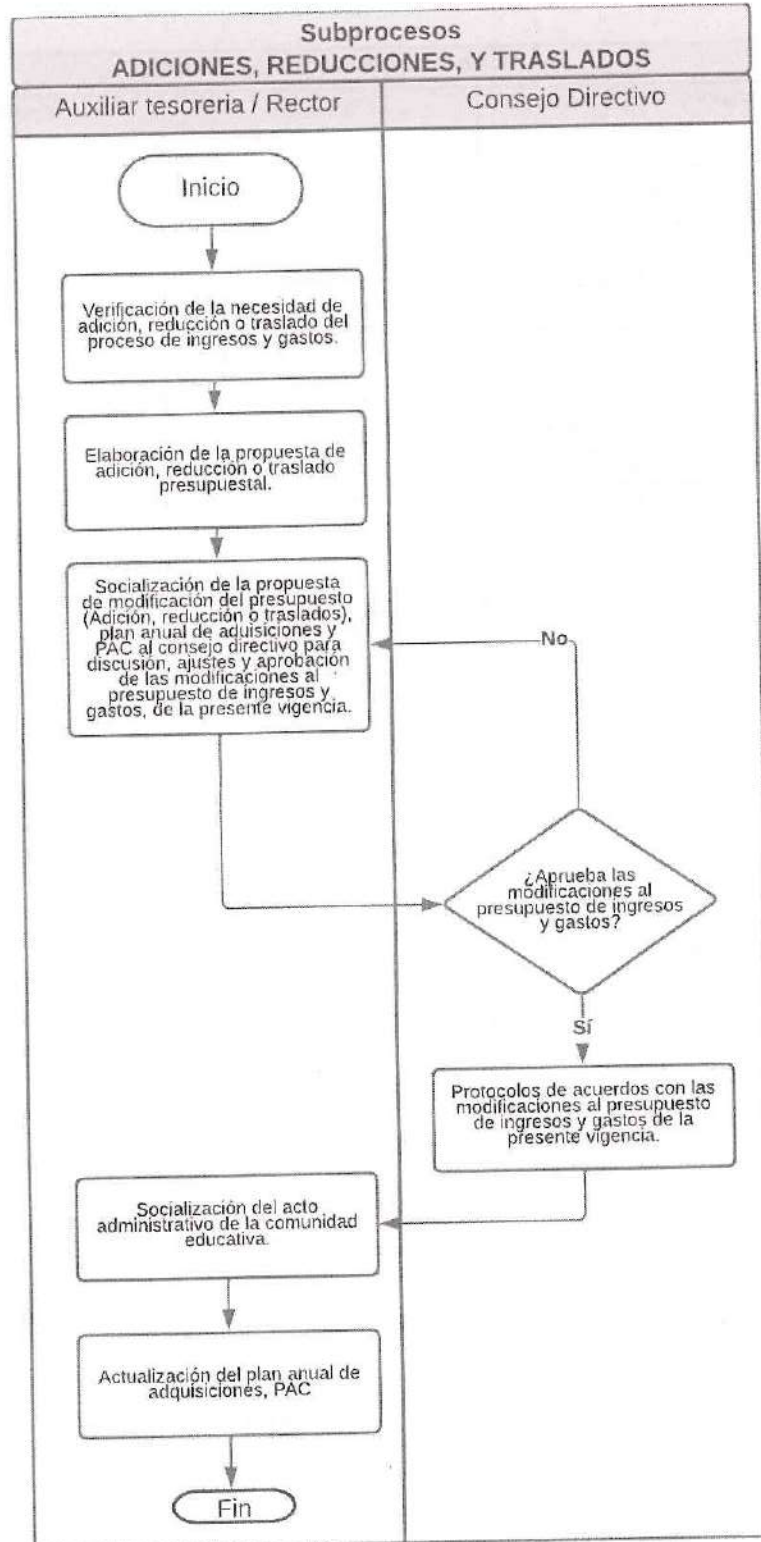 Subprocesos
ADICIONES, REDUCCIONES, Y TRASLADOS
Auxiliar tesoreria / Rector
Consejo Directivo
Inicio
Verificación de la necesidad de
adición, reducción o traslado del
proceso de ingresos y gastos.
Elaboración de la propuesta de
adición, reducción o traslado
presupuestal.
Socialización de la propuesta
de modificación del presupuesto
(Adición, reducción o traslados),
plan anual de aquisiciones y
PAC al consejo directivo para
discusión, ajustes y aprobación
de las modificaciones al
presupuesto de ingresos y
gastos, de la presente vigencia.
No
¿Aprueba las
modificaciones al
presupuesto de ingresos
y gastos?
Sí
Protocolos de acuerdos con las
modificaciones al presupuesto
de ingresos y gastos de la
presente vigencia.
Socialización del acto
administrativo de la comunidad
educativa.
Actualización del plan anual de
adquisiciones, PAC
Fin